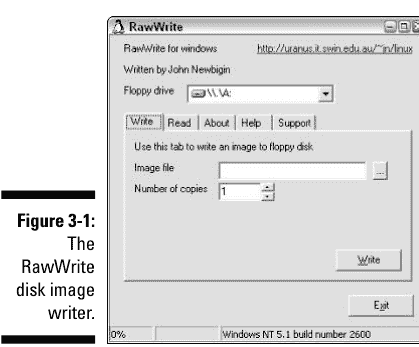 RawWrite
RawWrite for windows
http://uranus.it.swin.edu.au/~jn/linux
Written by John Newbigin
Floppy drive
\\.\A:
Write Read About Help Support
Use this tab to write an image to floppy disk
Image file
...
Number of copies
1
Write
Exit
0%
Windows NT 5.1 build number 2600
Figure 3-1:
The
RawWrite
disk image
writer.